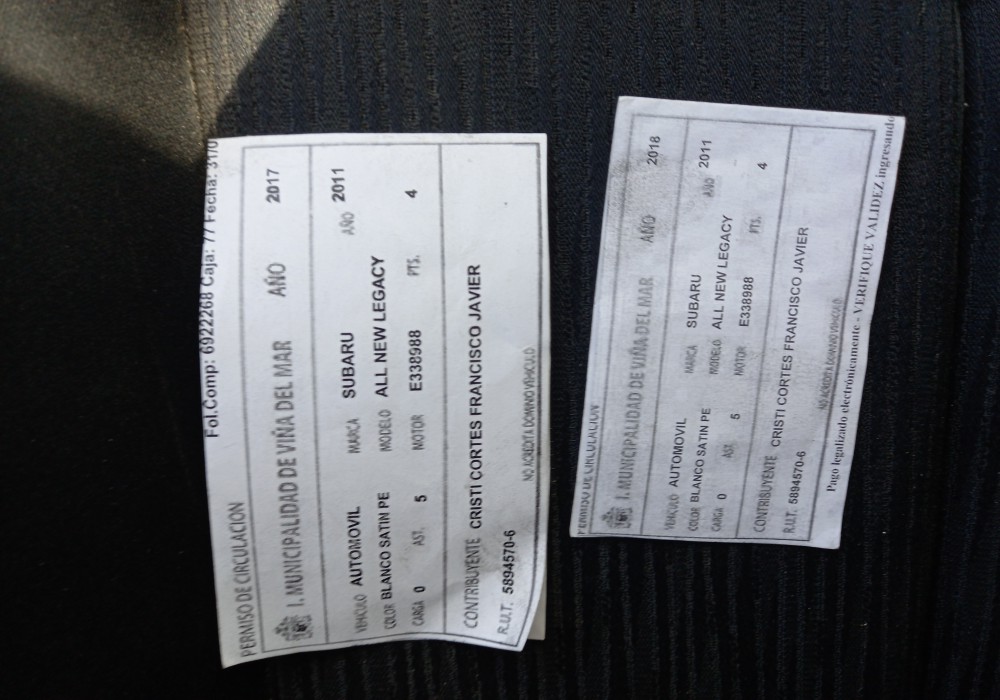 Fol.Comp: 6922268 Caja: 77 Fecha: 31/0
PERMISO DE CIRCULACION
I. MUNICIPALIDAD DE VIÑA DEL MAR AÑO 2017
VEHICULO AUTOMOVIL MARCA SUBARU AÑO 2011
COLOR BLANCO SATIN PE MODELO ALL NEW LEGACY
CARGA 0 AST. 5 MOTOR E338988 PTS. 4
CONTRIBUYENTE CRISTI CORTES FRANCISCO JAVIER
R.U.T. 5894570-6
NO ACREDITA DOMINIO VEHICULO
PERMISO DE CIRCULACION
I. MUNICIPALIDAD DE VIÑA DEL MAR AÑO 2018
VEHICULO AUTOMOVIL MARCA SUBARU AÑO 2011
COLOR BLANCO SATIN PE MODELO ALL NEW LEGACY
CARGA 0 AST. 5 MOTOR E338988 PTS. 4
CONTRIBUYENTE CRISTI CORTES FRANCISCO JAVIER
R.U.T. 5894570-6
NO ACREDITA DOMINIO VEHICULO
Pago legalizado electrónicamente - VERIFIQUE VALIDEZ ingresando